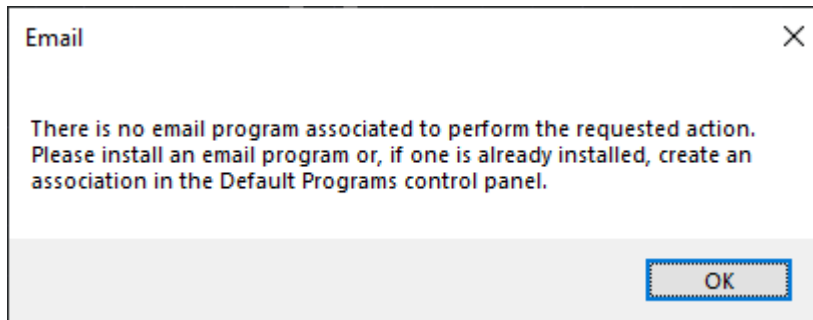 Email
There is no email program associated to perform the requested action.
Please install an email program or, if one is already installed, create an
association in the Default Programs control panel.
OK